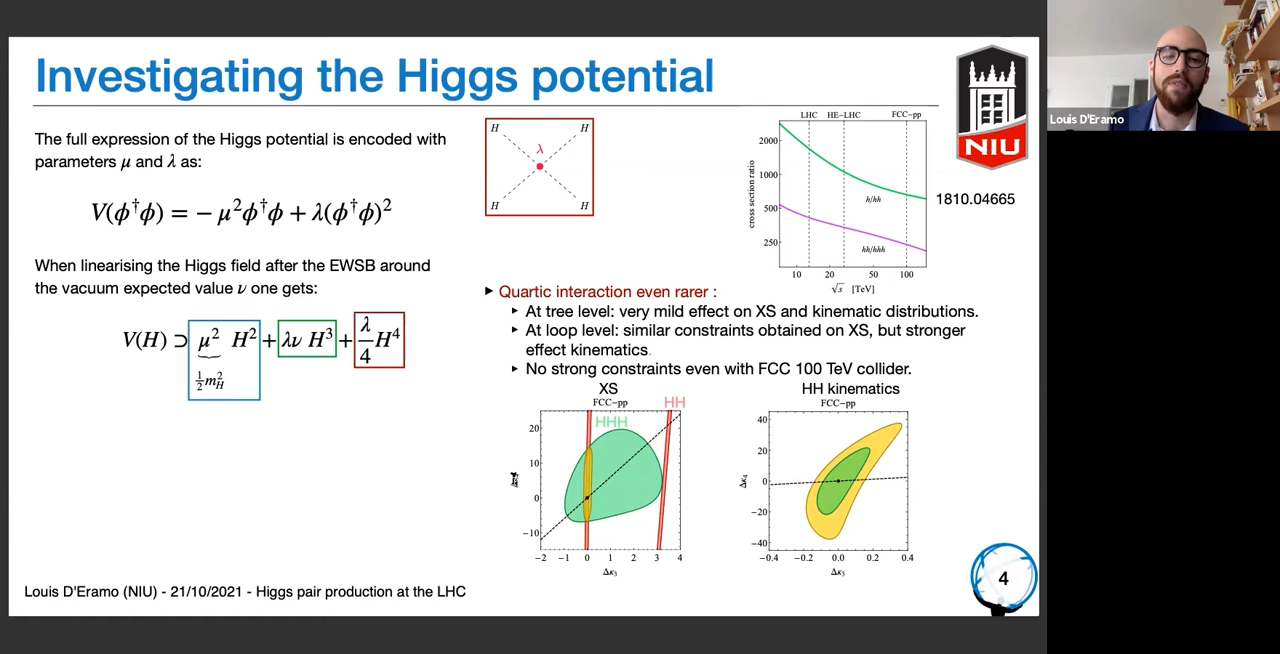 Investigating the Higgs potential
NIU
Louis D'Eramo
The full expression of the Higgs potential is encoded with
parameters μ and λ as:
V(ϕ†ϕ) = − μ²ϕ†ϕ + λ(ϕ†ϕ)²
When linearising the Higgs field after the EWSB around
the vacuum expected value ν one gets:
V(H) ⊃ μ² H² + λν H³ + λ/4 H⁴
½m²_H
H H
λ
H H
LHC HE−LHC FCC−pp
2000
1000
500
250
cross section ratio
h/hh
hh/hhh
10 20 50 100
√s [TeV]
1810.04665
▸ Quartic interaction even rarer :
▸ At tree level: very mild effect on XS and kinematic distributions.
▸ At loop level: similar constraints obtained on XS, but stronger
effect kinematics.
▸ No strong constraints even with FCC 100 TeV collider.
XS
FCC−pp
HH
HHH
20
10
0
−10
−2 −1 0 1 2 3 4
Δκ₃
HH kinematics
FCC−pp
40
20
0
−20
−40
Δκ₄
−0.4 −0.2 0.0 0.2 0.4
Δκ₃
Louis D'Eramo (NIU) - 21/10/2021 - Higgs pair production at the LHC
4